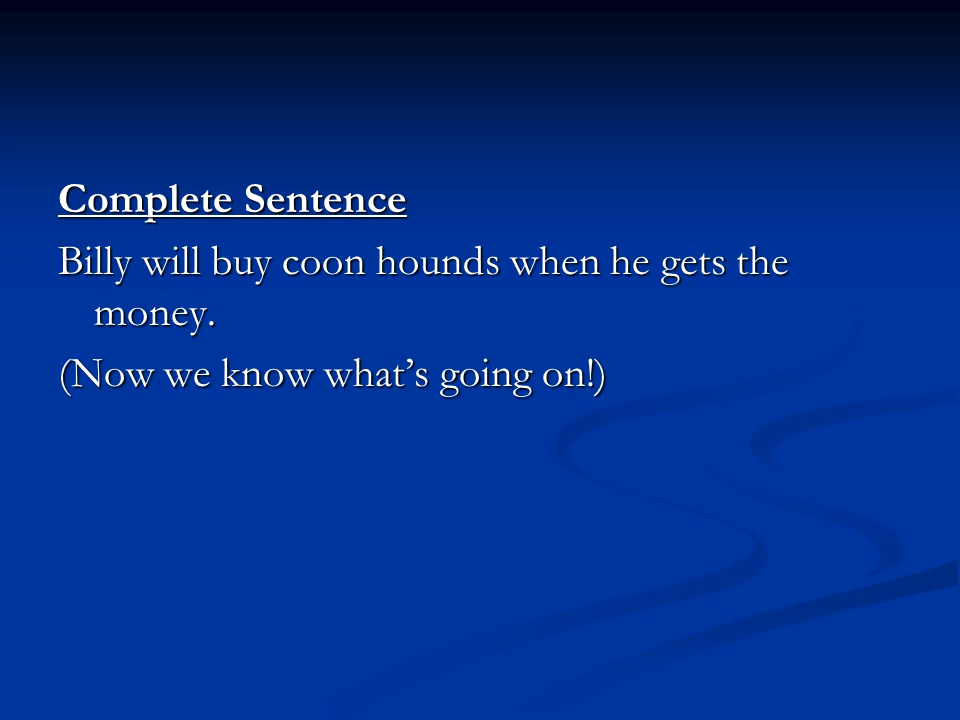 Complete Sentence
Billy will buy coon hounds when he gets the
money.
(Now we know what’s going on!)